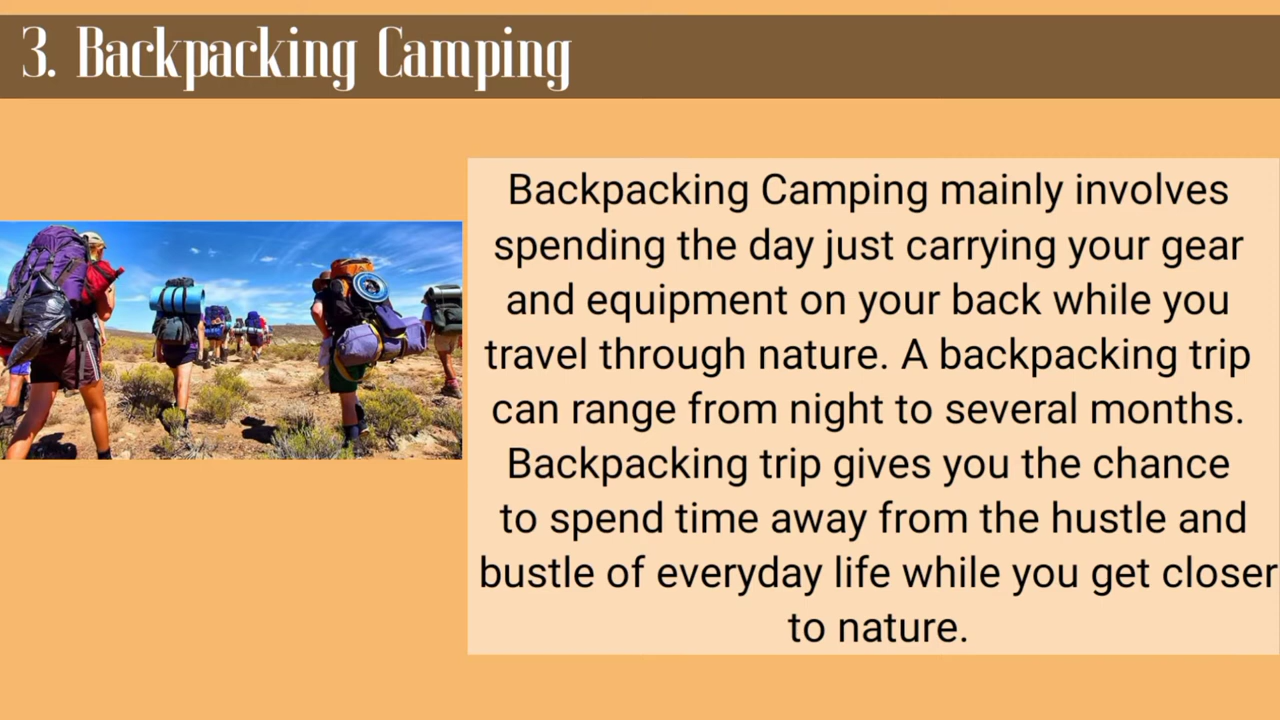 3. Backpacking Camping
Backpacking Camping mainly involves
spending the day just carrying your gear
and equipment on your back while you
travel through nature. A backpacking trip
can range from night to several months.
Backpacking trip gives you the chance
to spend time away from the hustle and
bustle of everyday life while you get closer
to nature.